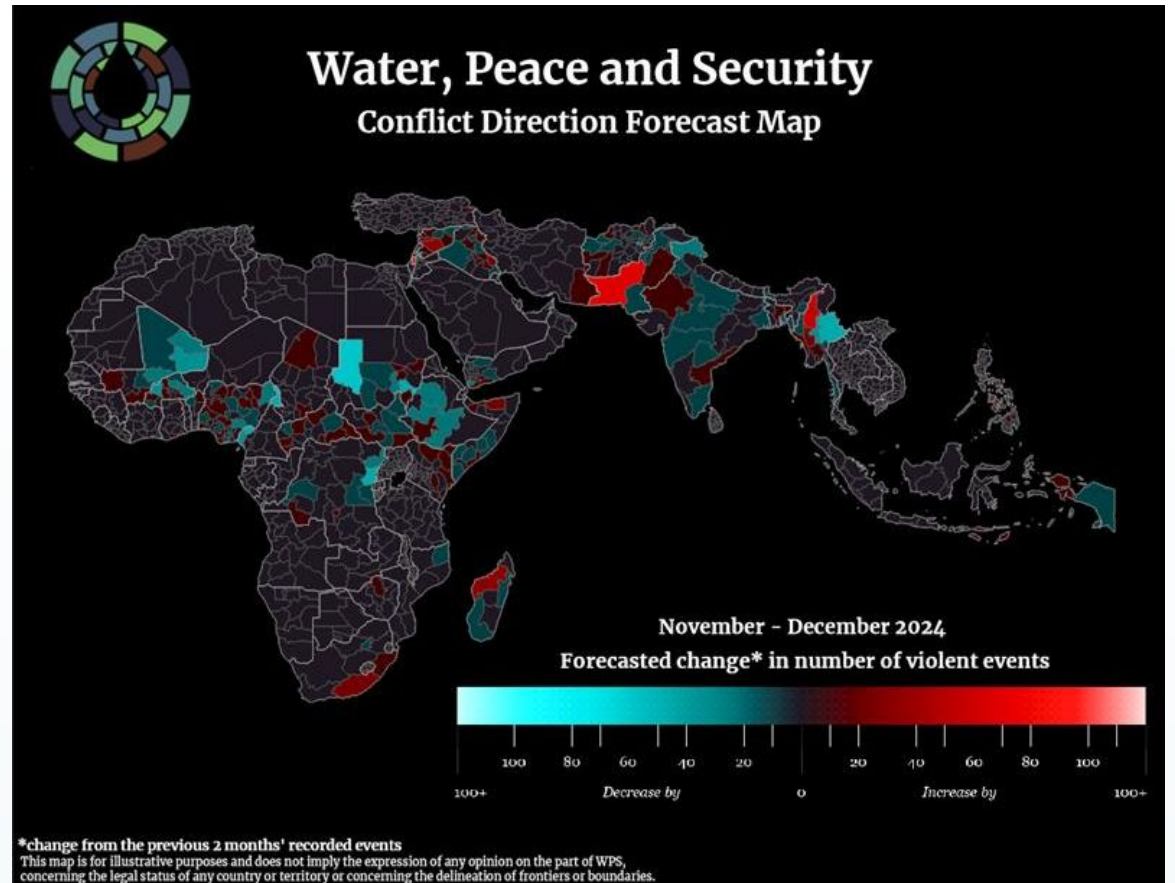 Water, Peace and Security
Conflict Direction Forecast Map
November - December 2024
Forecasted change* in number of violent events
100 80 60 40 20 20 40 60 80 100
100+ Decrease by 0 Increase by 100+
*change from the previous 2 months' recorded events
This map is for illustrative purposes and does not imply the expression of any opinion on the part of WPS,
concerning the legal status of any country or territory or concerning the delineation of frontiers or boundaries.